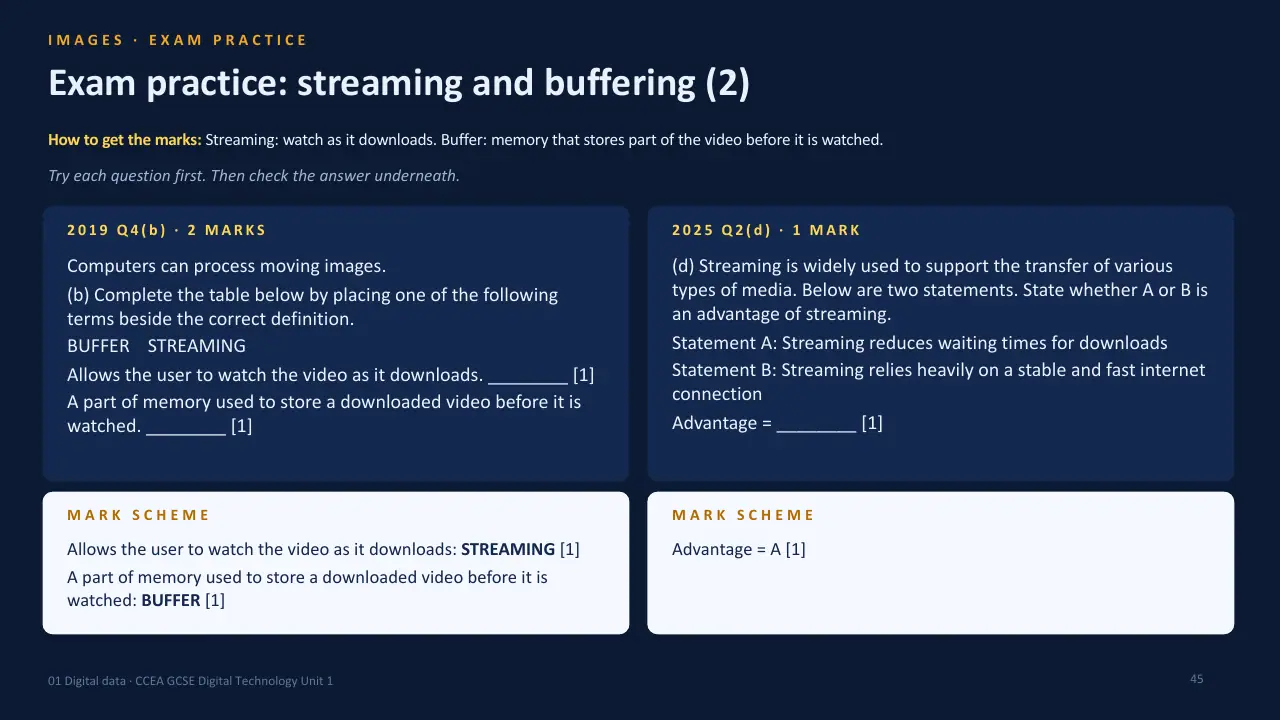 IMAGES · EXAM PRACTICE
Exam practice: streaming and buffering (2)
How to get the marks: Streaming: watch as it downloads. Buffer: memory that stores part of the video before it is watched.
Try each question first. Then check the answer underneath.
2019 Q4(b) · 2 MARKS
Computers can process moving images.
(b) Complete the table below by placing one of the following
terms beside the correct definition.
BUFFER    STREAMING
Allows the user to watch the video as it downloads. ________ [1]
A part of memory used to store a downloaded video before it is
watched. ________ [1]
MARK SCHEME
Allows the user to watch the video as it downloads: STREAMING [1]
A part of memory used to store a downloaded video before it is
watched: BUFFER [1]
2025 Q2(d) · 1 MARK
(d) Streaming is widely used to support the transfer of various
types of media. Below are two statements. State whether A or B is
an advantage of streaming.
Statement A: Streaming reduces waiting times for downloads
Statement B: Streaming relies heavily on a stable and fast internet
connection
Advantage = ________ [1]
MARK SCHEME
Advantage = A [1]
01 Digital data · CCEA GCSE Digital Technology Unit 1
45